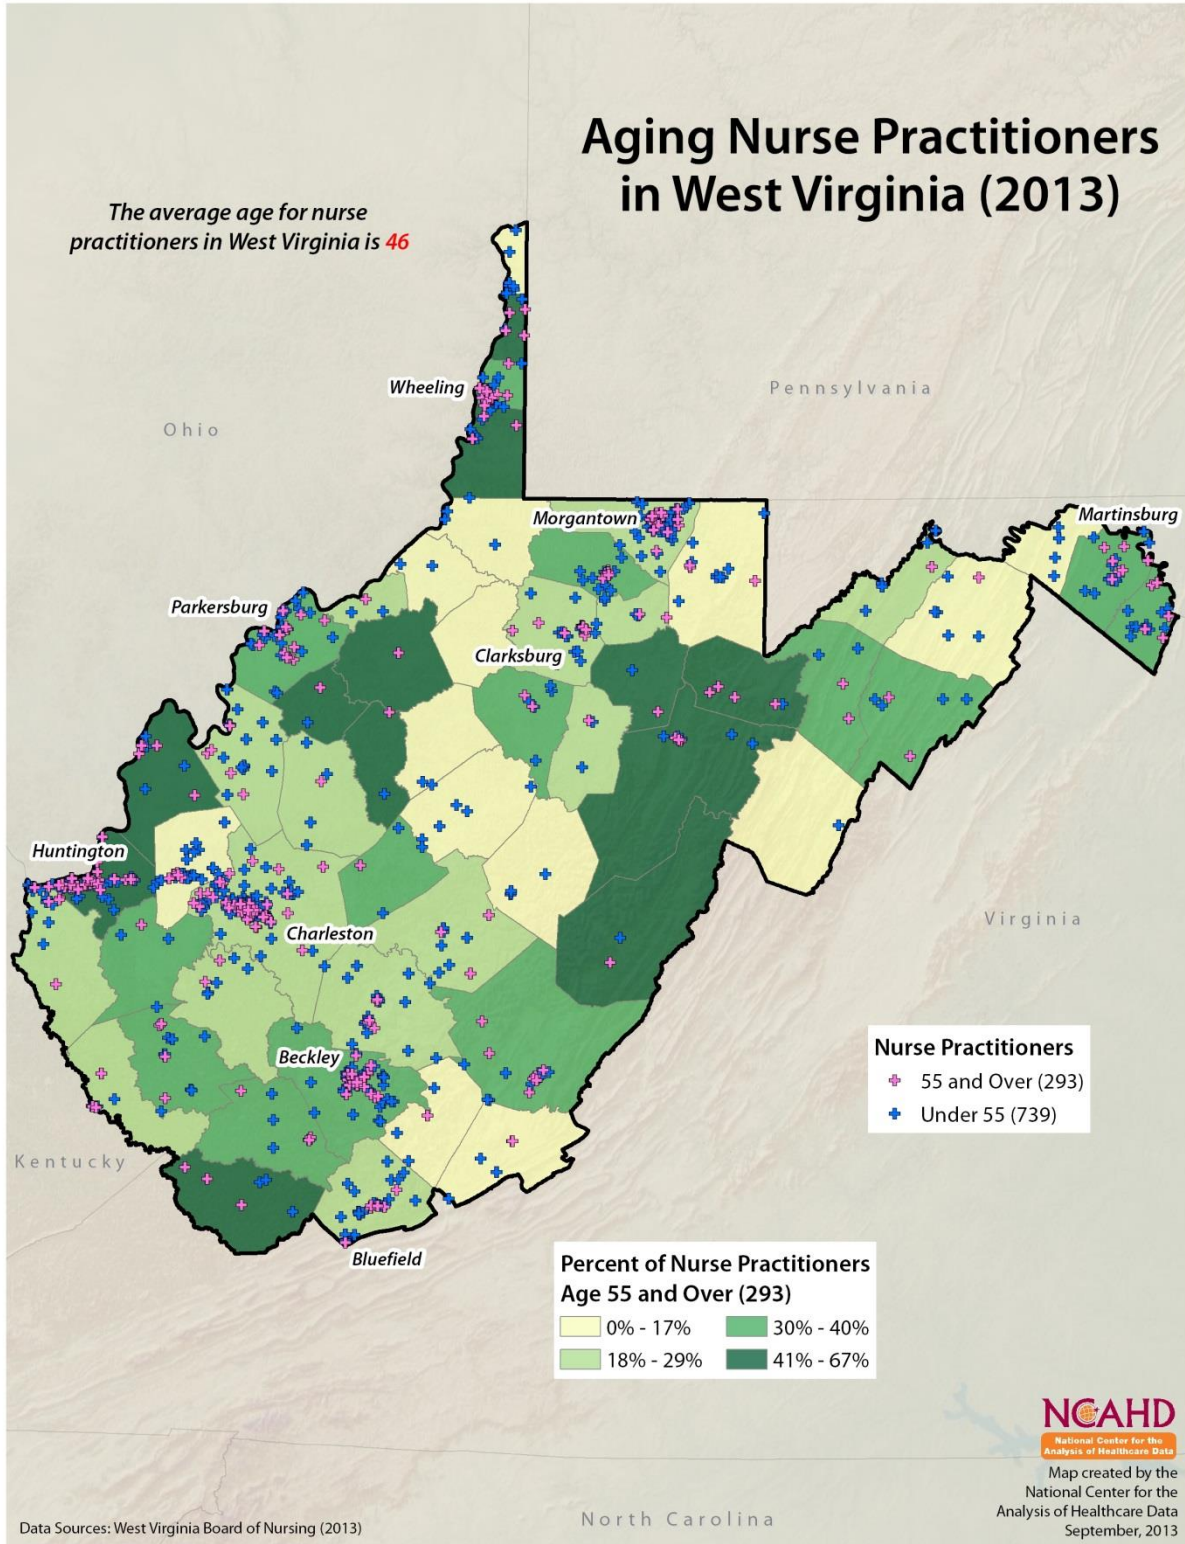 Aging Nurse Practitioners
in West Virginia (2013)
The average age for nurse
practitioners in West Virginia is 46
Wheeling
Pennsylvania
Ohio
Morgantown
Martinsburg
Parkersburg
Clarksburg
Huntington
Charleston
Virginia
Beckley
Nurse Practitioners
55 and Over (293)
Under 55 (739)
Kentucky
Bluefield
Percent of Nurse Practitioners
Age 55 and Over (293)
0% - 17%
30% - 40%
18% - 29%
41% - 67%
NCAHD
National Center for the
Analysis of Healthcare Data
Map created by the
National Center for the
Analysis of Healthcare Data
September, 2013
North Carolina
Data Sources: West Virginia Board of Nursing (2013)